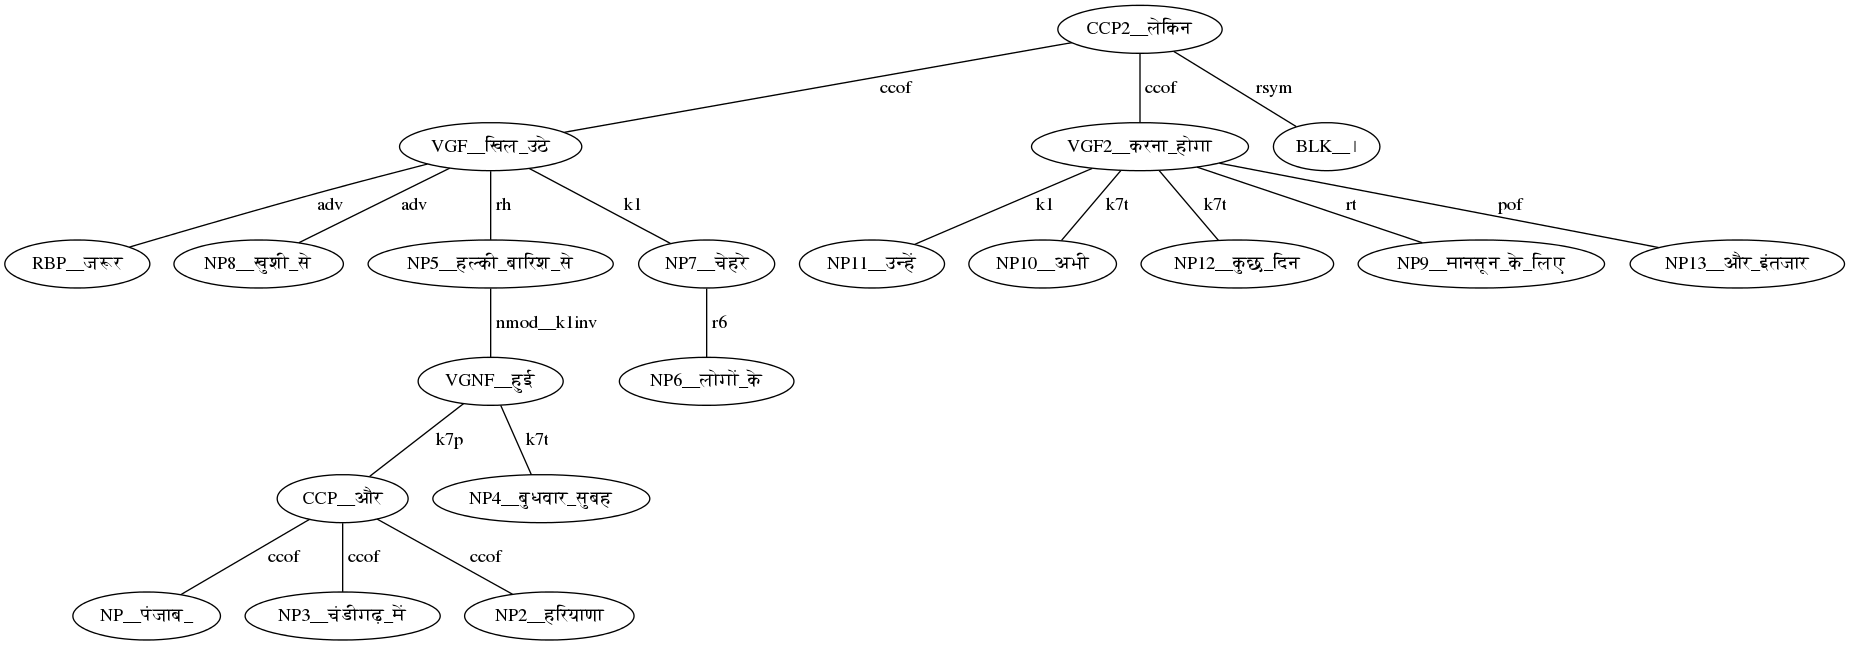 CCP2__लेकिन
ccof ccof rsym
VGF__खिल_उठे VGF2__करना_होगा BLK__।
adv adv rh k1 k1 k7t k7t rt pof
RBP__जरूर NP8__खुशी_से NP5__हल्की_बारिश_से NP7__चेहरे NP11__उन्हें NP10__अभी NP12__कुछ_दिन NP9__मानसून_के_लिए NP13__और_इंतजार
nmod__k1inv r6
VGNF__हुई NP6__लोगों_के
k7p k7t
CCP__और NP4__बुधवार_सुबह
ccof ccof ccof
NP__पंजाब_ NP3__चंडीगढ़_में NP2__हरियाणा